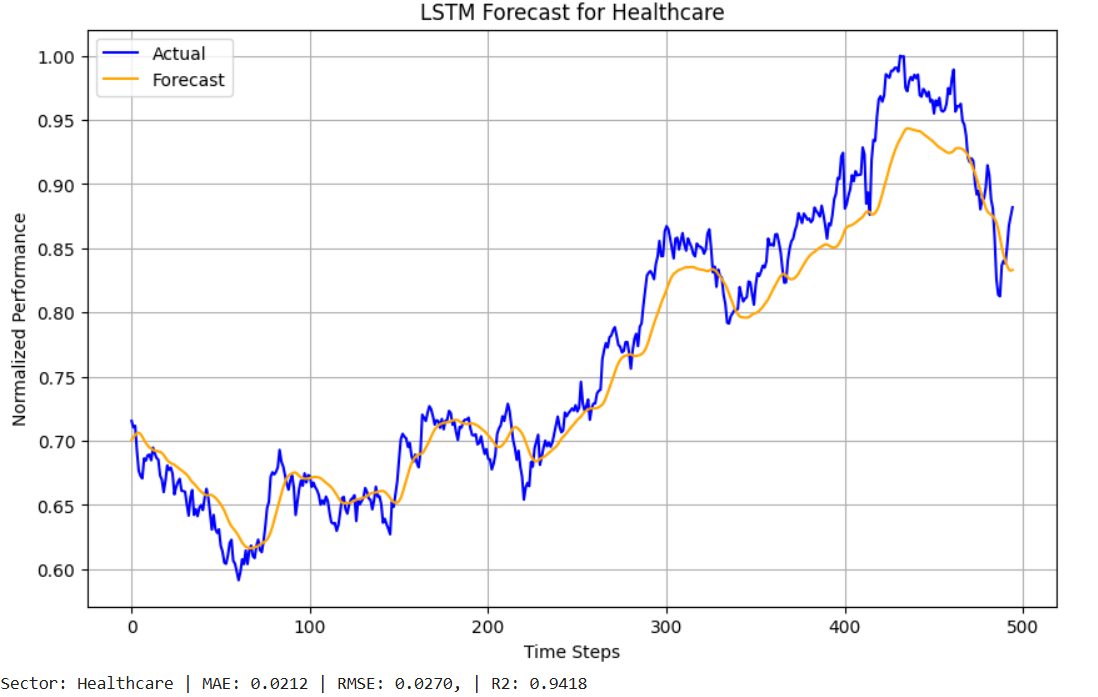 LSTM Forecast for Healthcare
Actual
Forecast
Normalized Performance
1.00
0.95
0.90
0.85
0.80
0.75
0.70
0.65
0.60
0 100 200 300 400 500
Time Steps
Sector: Healthcare | MAE: 0.0212 | RMSE: 0.0270, | R2: 0.9418